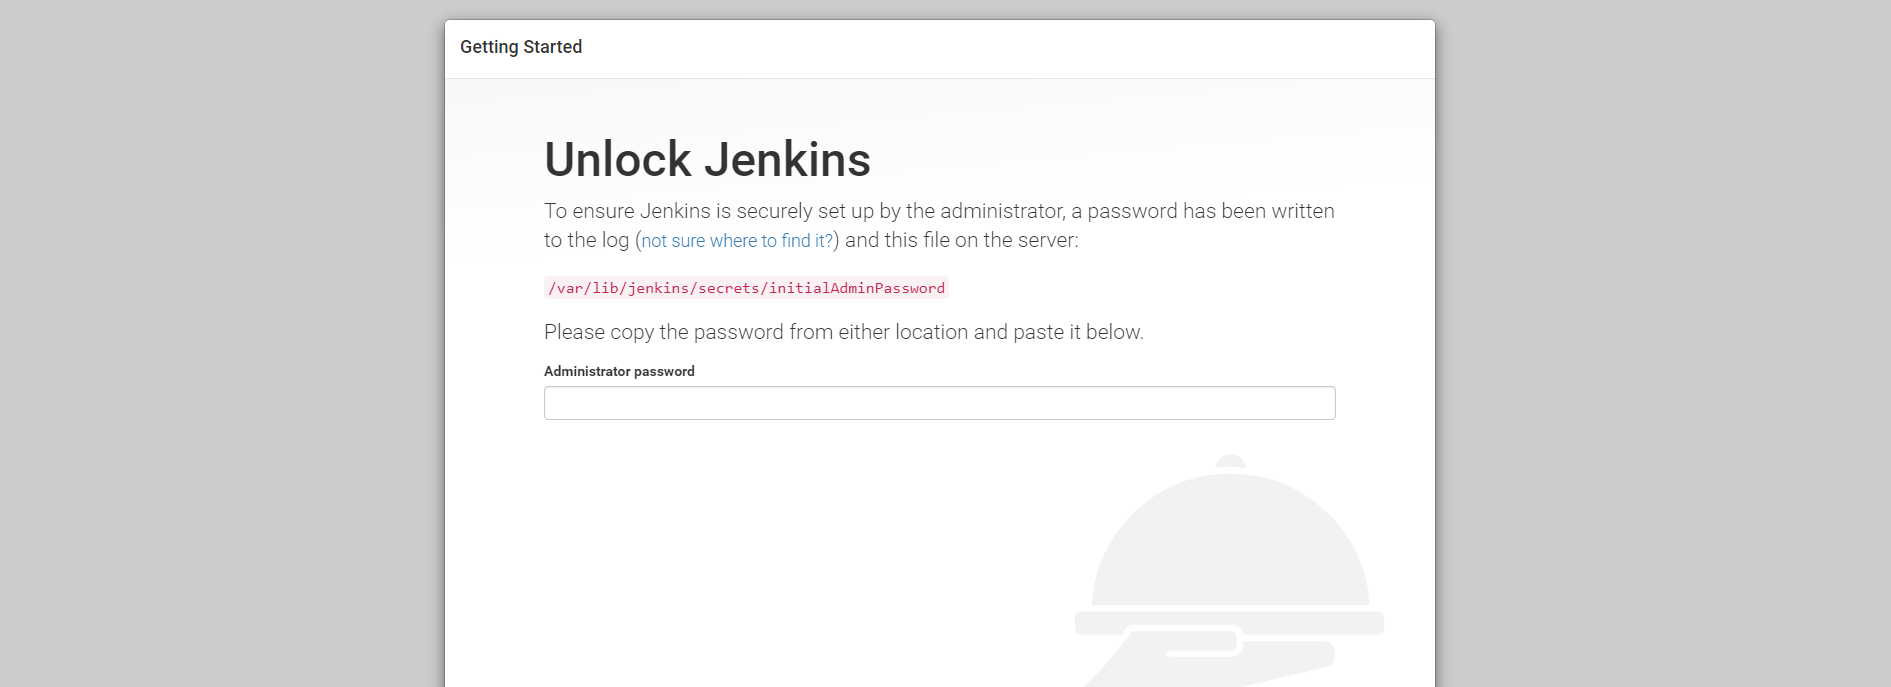 Getting Started
Unlock Jenkins
To ensure Jenkins is securely set up by the administrator, a password has been written
to the log (not sure where to find it?) and this file on the server:
/var/lib/jenkins/secrets/initialAdminPassword
Please copy the password from either location and paste it below.
Administrator password